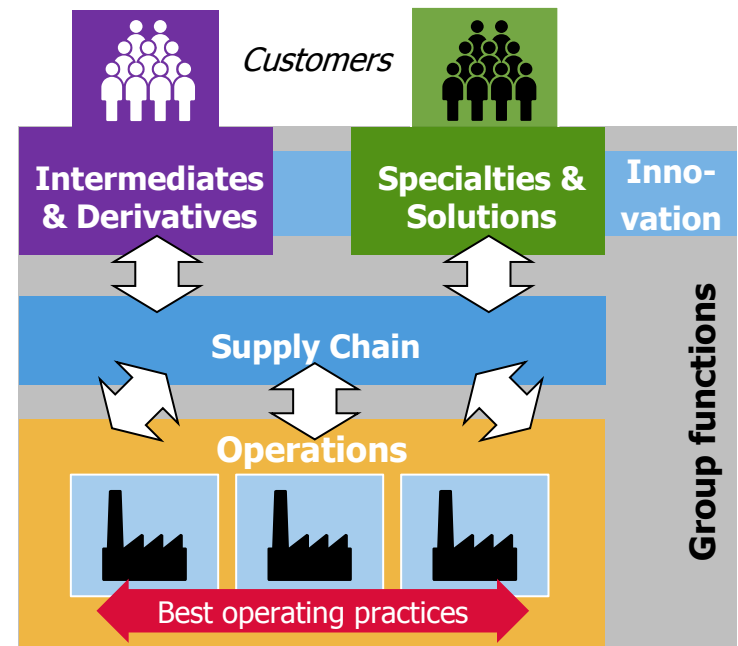 Customers
Intermediates
& Derivatives
Specialties &
Solutions
Inno-
vation
Supply Chain
Operations
Best operating practices
Group functions